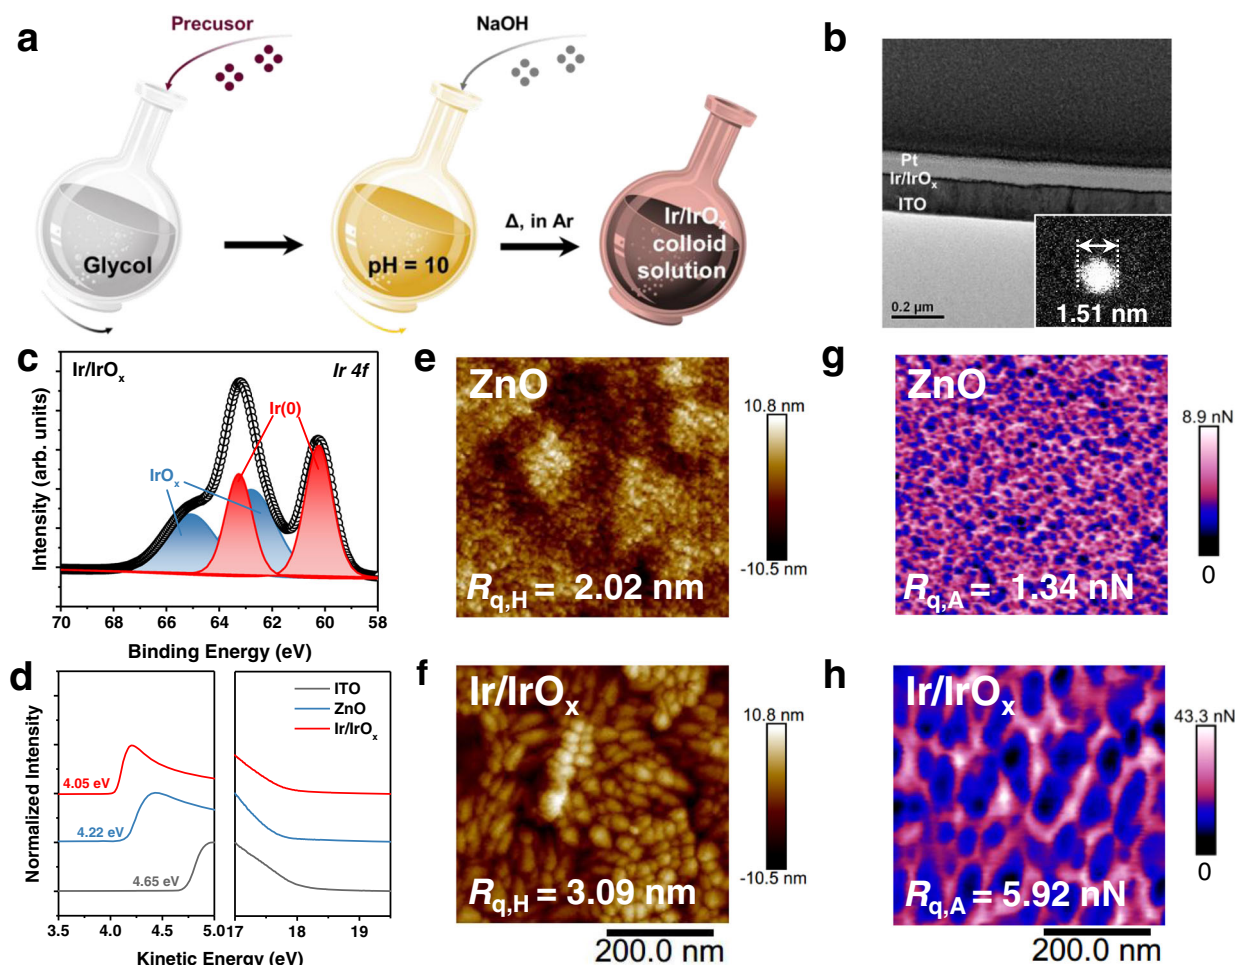 a
Precusor
NaOH
Glycol
pH = 10
Δ, in Ar
Ir/IrOₓ
colloid
solution
b
Pt
Ir/IrOₓ
ITO
0.2 µm
1.51 nm
c
Ir/IrOₓ
Ir 4f
Ir(0)
IrOₓ
Intensity (arb. units)
70 68 66 64 62 60 58
Binding Energy (eV)
d
ITO
ZnO
Ir/IrOₓ
4.05 eV
4.22 eV
4.65 eV
Normalized Intensity
3.5 4.0 4.5 5.0 17 18 19
Kinetic Energy (eV)
e
ZnO
Rq,H = 2.02 nm
10.8 nm
-10.5 nm
f
Ir/IrOₓ
Rq,H = 3.09 nm
10.8 nm
-10.5 nm
200.0 nm
g
ZnO
Rq,A = 1.34 nN
8.9 nN
0
h
Ir/IrOₓ
Rq,A = 5.92 nN
43.3 nN
0
200.0 nm